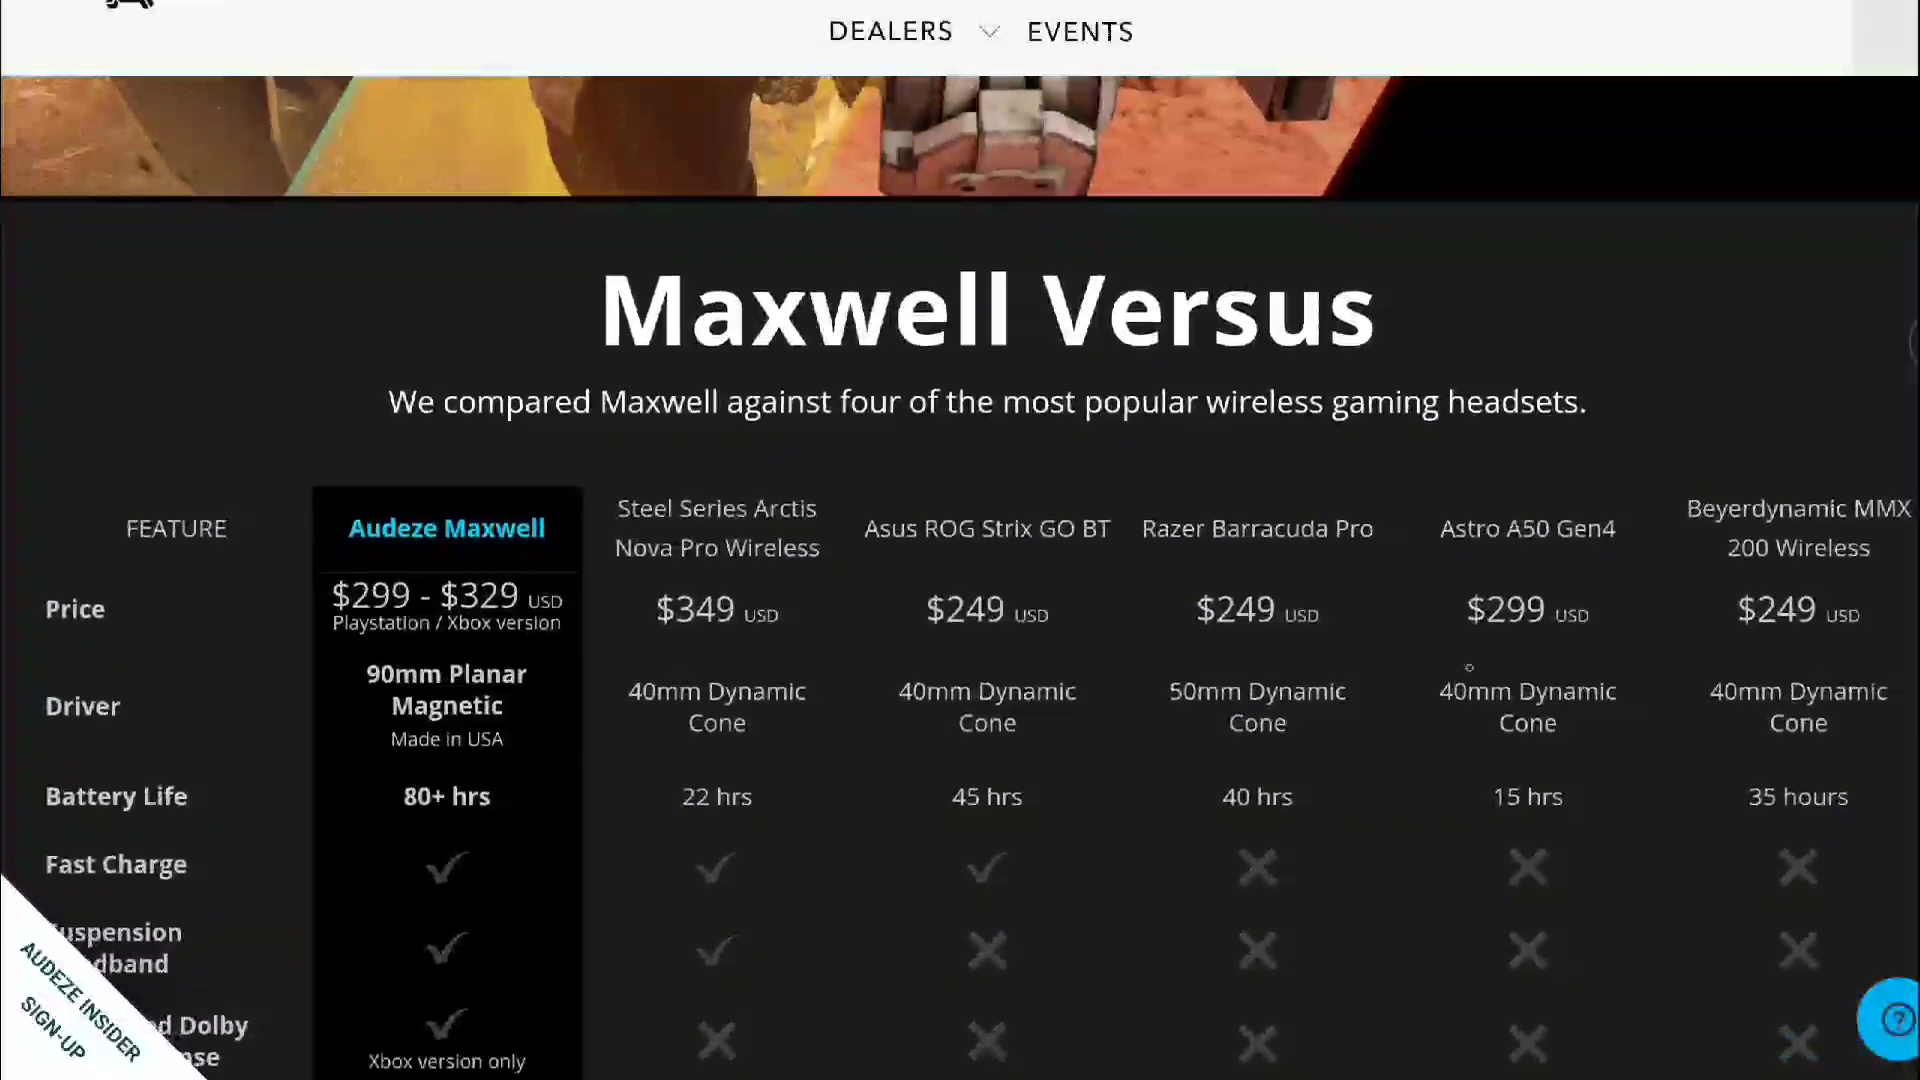 DEALERS EVENTS
Maxwell Versus
We compared Maxwell against four of the most popular wireless gaming headsets.
FEATURE
Audeze Maxwell
Steel Series Arctis
Nova Pro Wireless
Asus ROG Strix GO BT
Razer Barracuda Pro
Astro A50 Gen4
Beyerdynamic MMX
200 Wireless
Price
$299 - $329 USD
Playstation / Xbox version
$349 USD
$249 USD
$249 USD
$299 USD
$249 USD
Driver
90mm Planar
Magnetic
Made in USA
40mm Dynamic
Cone
40mm Dynamic
Cone
50mm Dynamic
Cone
40mm Dynamic
Cone
40mm Dynamic
Cone
Battery Life
80+ hrs
22 hrs
45 hrs
40 hrs
15 hrs
35 hours
Fast Charge
Dolby
Xbox version only
AUDEZE INSIDER
SIGN-UP